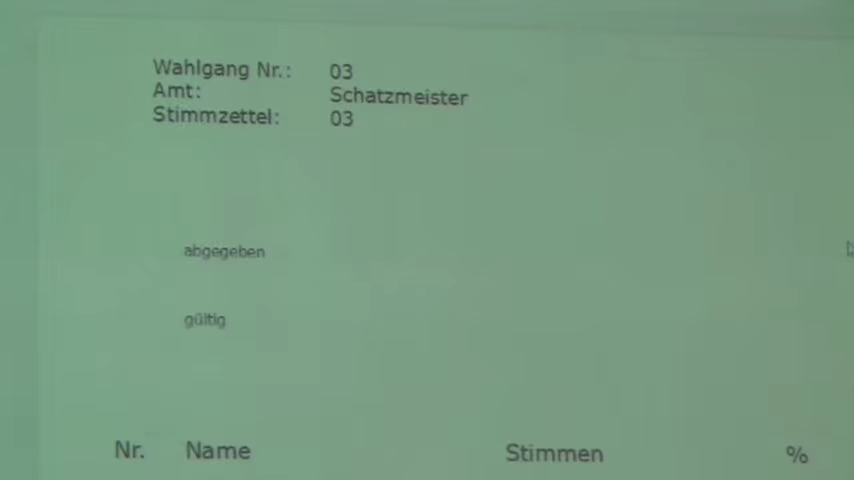 Wahlgang Nr.: 03
Amt: Schatzmeister
Stimmzettel: 03
abgegeben
gültig
Nr. Name Stimmen %